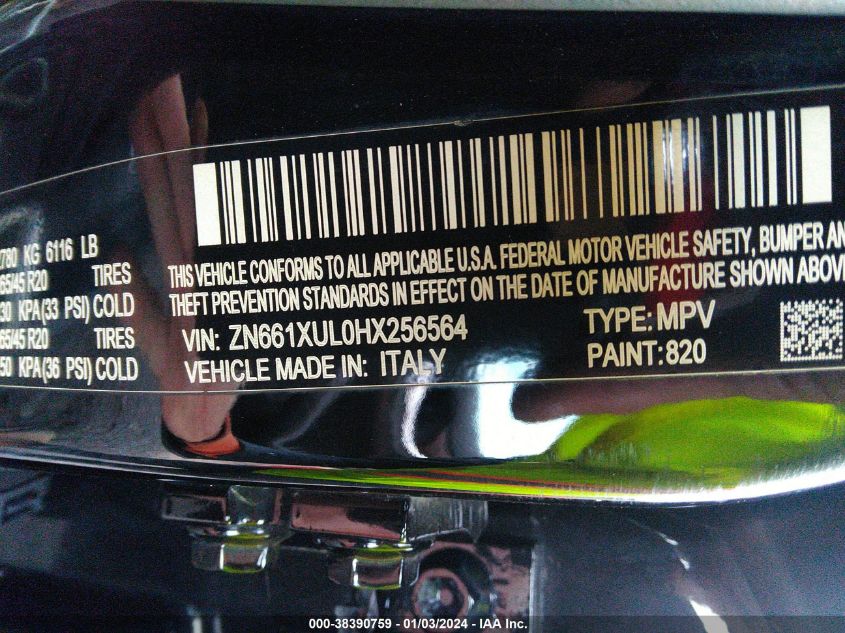 780 KG 6116 LB
65/45 R20 TIRES
30 KPA(33 PSI) COLD
65/45 R20 TIRES
50 KPA(36 PSI) COLD
THIS VEHICLE CONFORMS TO ALL APPLICABLE U.S.A. FEDERAL MOTOR VEHICLE SAFETY, BUMPER AN
THEFT PREVENTION STANDARDS IN EFFECT ON THE DATE OF MANUFACTURE SHOWN ABOV
VIN: ZN661XUL0HX256564 TYPE: MPV
VEHICLE MADE IN: ITALY PAINT: 820
000-38390759 - 01/03/2024 - IAA Inc.